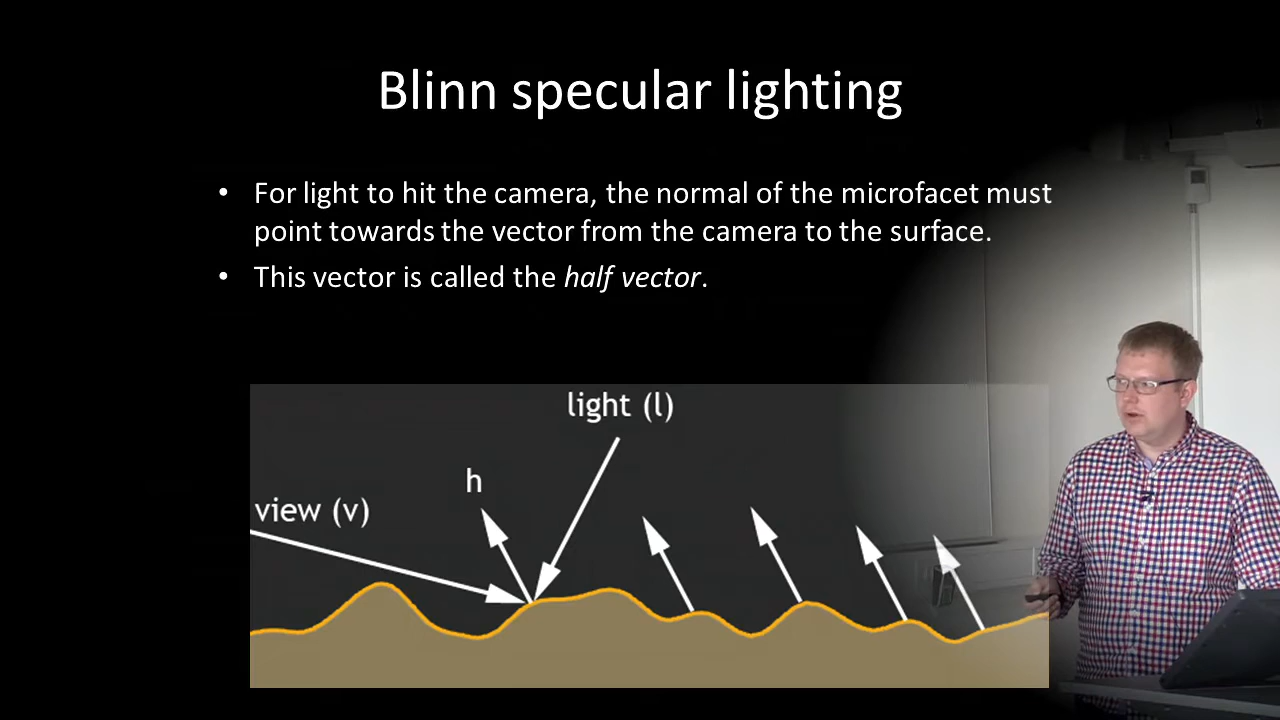 Blinn specular lighting
• For light to hit the camera, the normal of the microfacet must
point towards the vector from the camera to the surface.
• This vector is called the half vector.
light (l)
h
view (v)